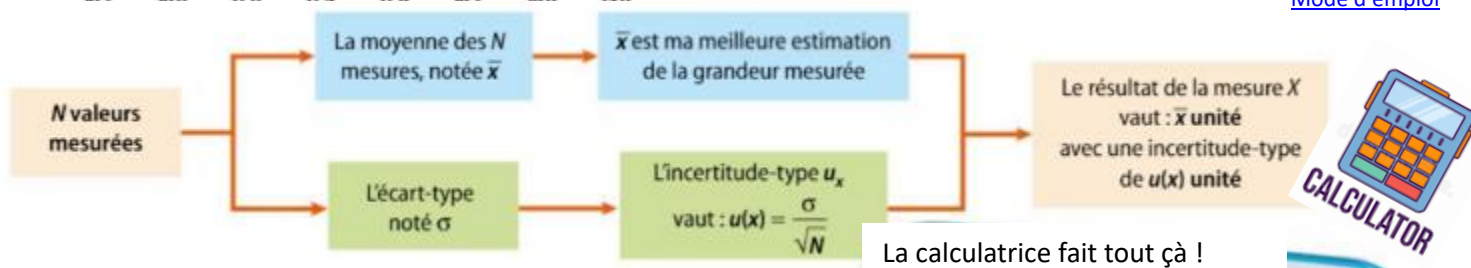 Mode d'emploi
La moyenne des N
mesures, notée x̅
x̅ est ma meilleure estimation
de la grandeur mesurée
N valeurs
mesurées
Le résultat de la mesure X
vaut : x̅ unité
avec une incertitude-type
de u(x) unité
L'écart-type
noté σ
L'incertitude-type uₓ
vaut : u(x) = σ/√N
CALCULATOR
La calculatrice fait tout çà !